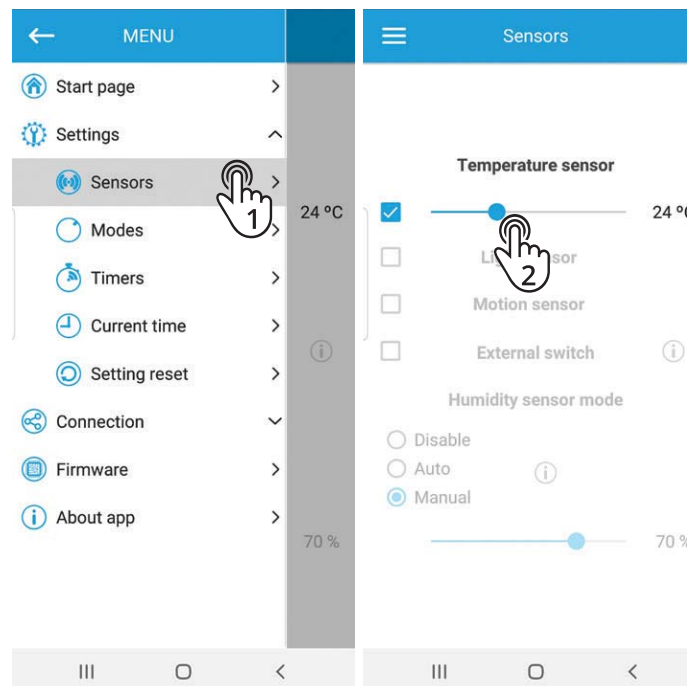 MENU
Start page
Settings
Sensors
1
Modes
Timers
Current time
Setting reset
Connection
Firmware
About app
24 ºC
70 %
Sensors
Temperature sensor
24 º
2
Motion sensor
External switch
Humidity sensor mode
Disable
Auto
Manual
70 %